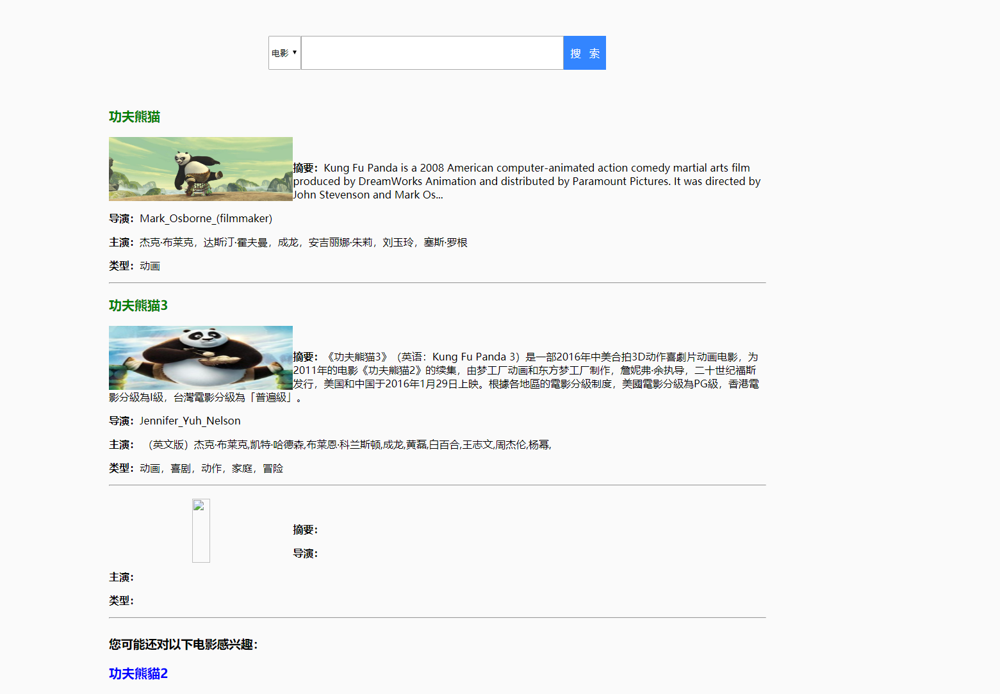 电影 ▼ 搜 索
功夫熊猫
摘要：Kung Fu Panda is a 2008 American computer-animated action comedy martial arts film
produced by DreamWorks Animation and distributed by Paramount Pictures. It was directed by
John Stevenson and Mark Os...
导演：Mark_Osborne_(filmmaker)
主演：杰克·布莱克，达斯汀·霍夫曼，成龙，安吉丽娜·朱莉，刘玉玲，塞斯·罗根
类型：动画
功夫熊猫3
摘要：《功夫熊猫3》（英语：Kung Fu Panda 3）是一部2016年中美合拍3D动作喜劇片动画电影，为
2011年的电影《功夫熊猫2》的续集，由梦工厂动画和东方梦工厂制作，詹妮弗·余执导，二十世纪福斯
发行，美国和中国于2016年1月29日上映。根據各地區的電影分級制度，美國電影分級為PG級，香港電
影分級為I級，台灣電影分級為「普遍級」。
导演：Jennifer_Yuh_Nelson
主演：（英文版）杰克·布莱克,凯特·哈德森,布莱恩·科兰斯顿,成龙,黄磊,白百合,王志文,周杰伦,杨幂,
类型：动画，喜剧，动作，家庭，冒险
摘要：
导演：
主演：
类型：
您可能还对以下电影感兴趣：
功夫熊貓2